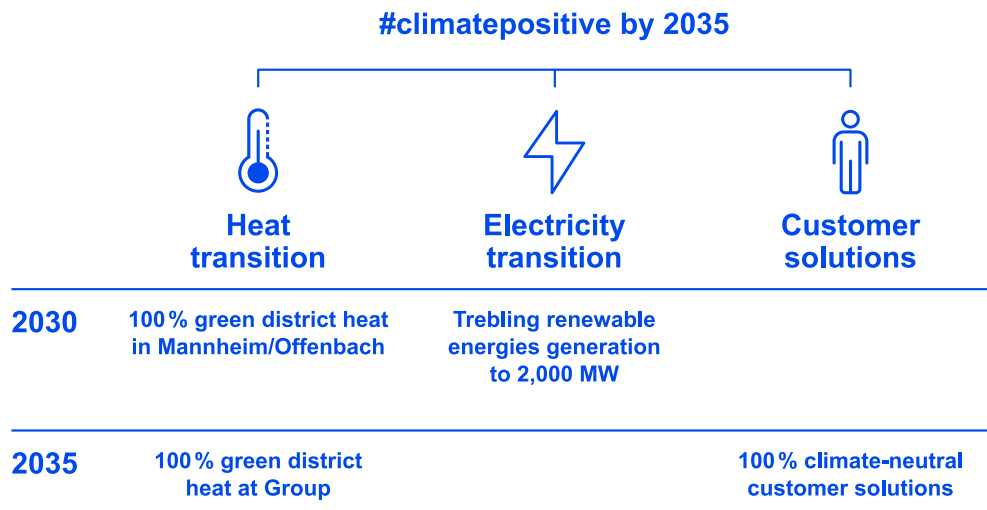 #climatepositive by 2035
Heat
transition
Electricity
transition
Customer
solutions
2030
100 % green district heat
in Mannheim/Offenbach
Trebling renewable
energies generation
to 2,000 MW
2035
100 % green district
heat at Group
100 % climate-neutral
customer solutions